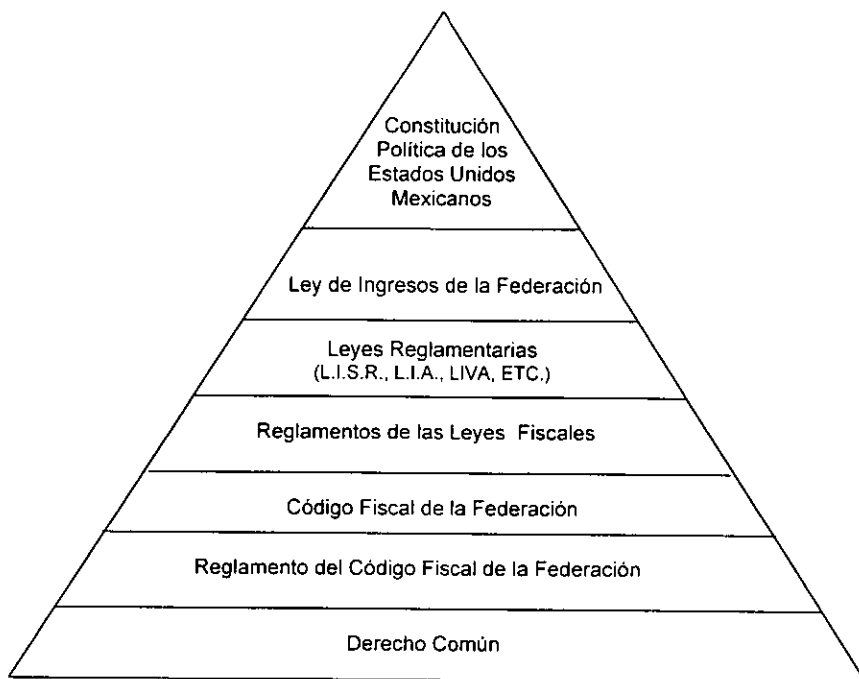 Constitución
Política de los
Estados Unidos
Mexicanos
Ley de Ingresos de la Federación
Leyes Reglamentarias
(L.I.S.R., L.I.A., LIVA, ETC.)
Reglamentos de las Leyes Fiscales
Código Fiscal de la Federación
Reglamento del Código Fiscal de la Federación
Derecho Común